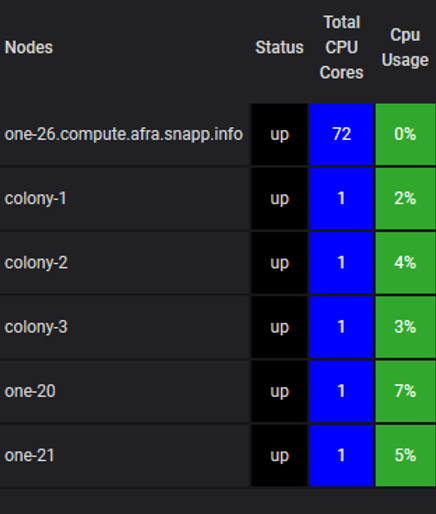 Nodes Status Total CPU Cores Cpu Usage
one-26.compute.afra.snapp.info up 72 0%
colony-1 up 1 2%
colony-2 up 1 4%
colony-3 up 1 3%
one-20 up 1 7%
one-21 up 1 5%